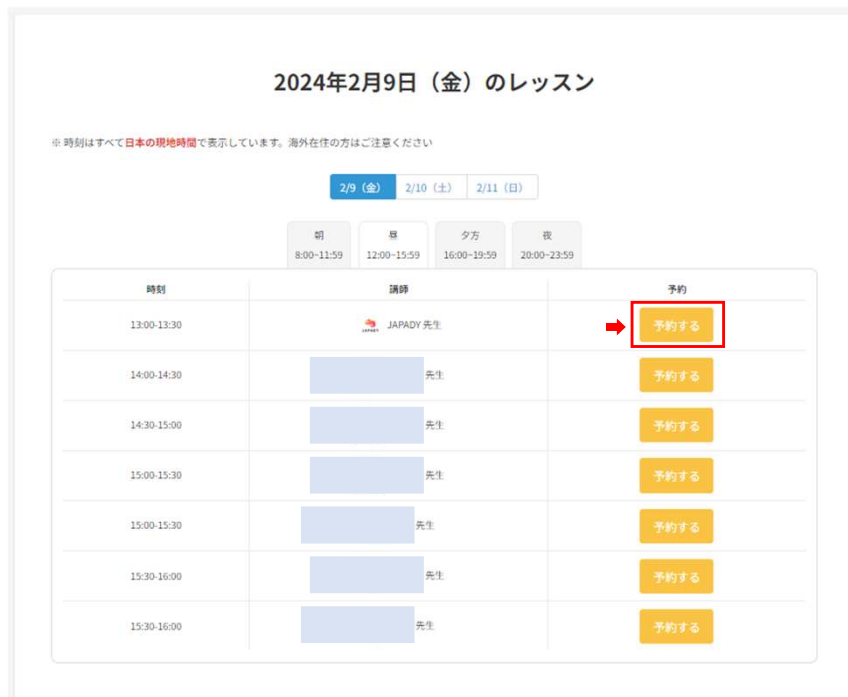 2024年2月9日（金）のレッスン
※ 時刻はすべて日本の現地時間で表示しています。海外在住の方はご注意ください
2/9（金） 2/10（土） 2/11（日）
朝 昼 夕方 夜
8:00~11:59 12:00~15:59 16:00~19:59 20:00~23:59
時刻 講師 予約
13:00-13:30 JAPADY JAPADY 先生 予約する
14:00-14:30 先生 予約する
14:30-15:00 先生 予約する
15:00-15:30 先生 予約する
15:00-15:30 先生 予約する
15:30-16:00 先生 予約する
15:30-16:00 先生 予約する